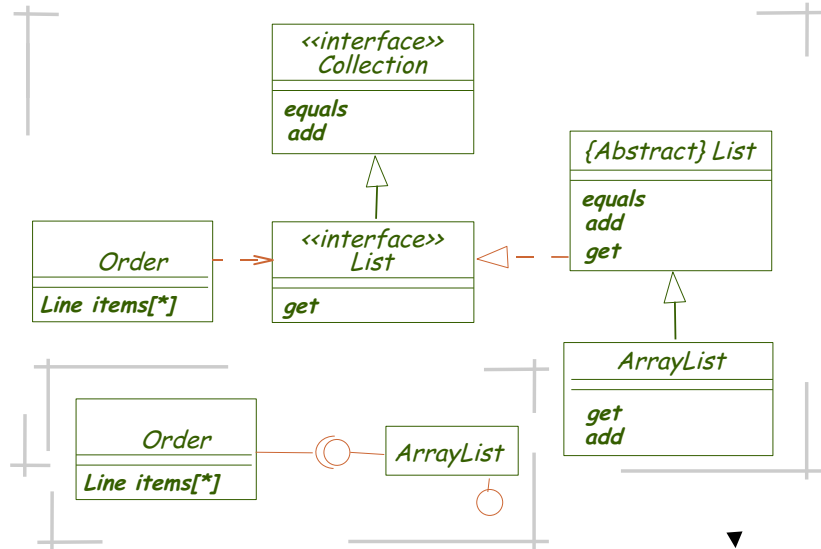 <<interface>>
Collection
equals
add
{Abstract} List
equals
add
get
Order
Line items[*]
<<interface>>
List
get
ArrayList
get
add
Order
Line items[*]
ArrayList